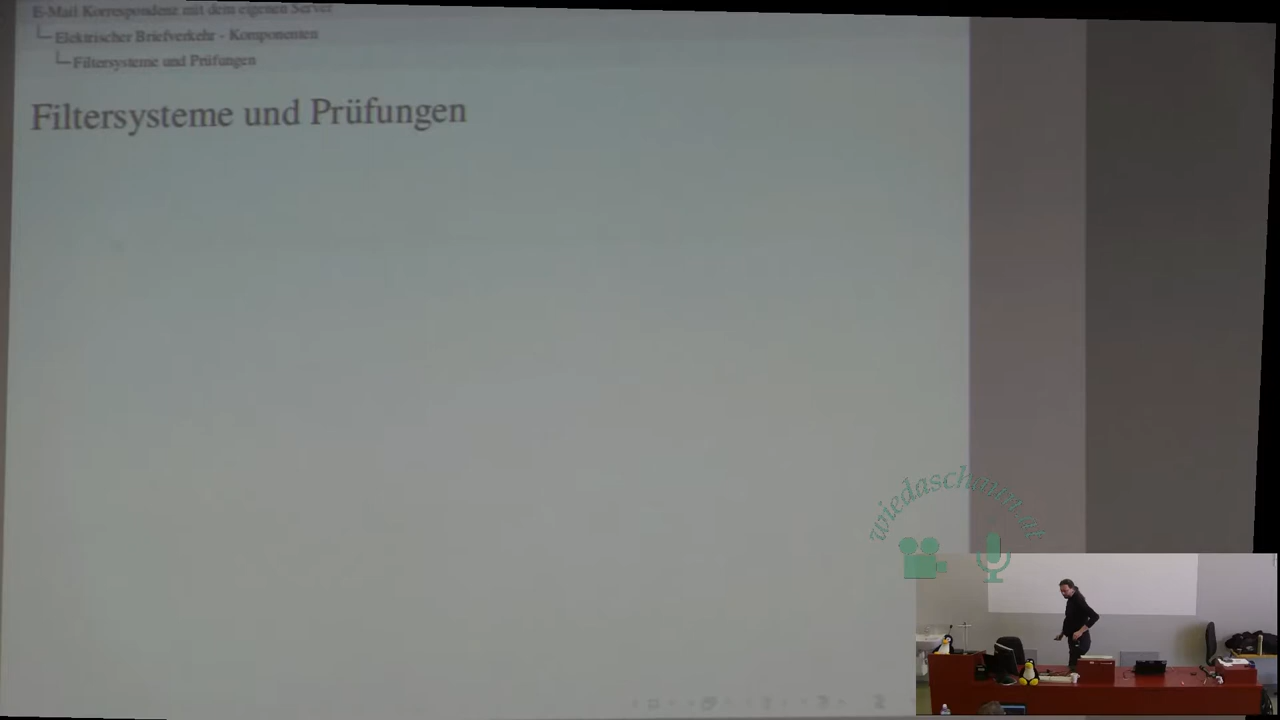 E-Mail Korrespondenz mit dem eigenen Server
Elektrischer Briefverkehr - Komponenten
Filtersysteme und Prüfungen
Filtersysteme und Prüfungen
wiedaschauen.at